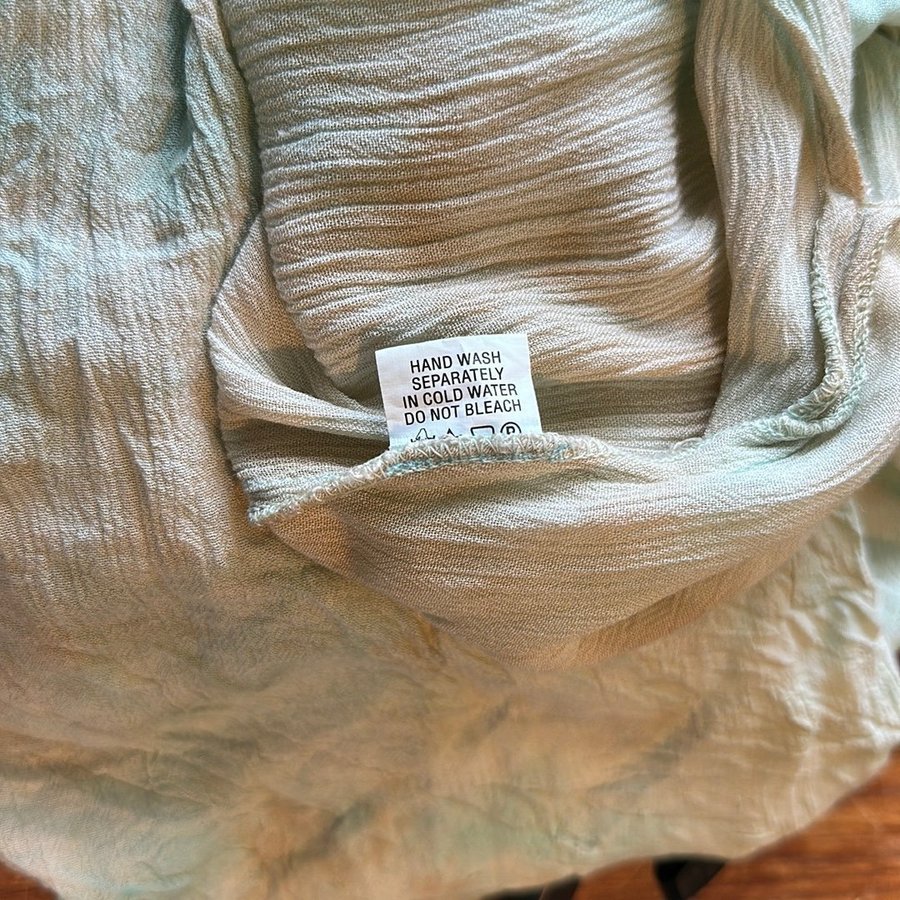 HAND WASH
SEPARATELY
IN COLD WATER
DO NOT BLEACH